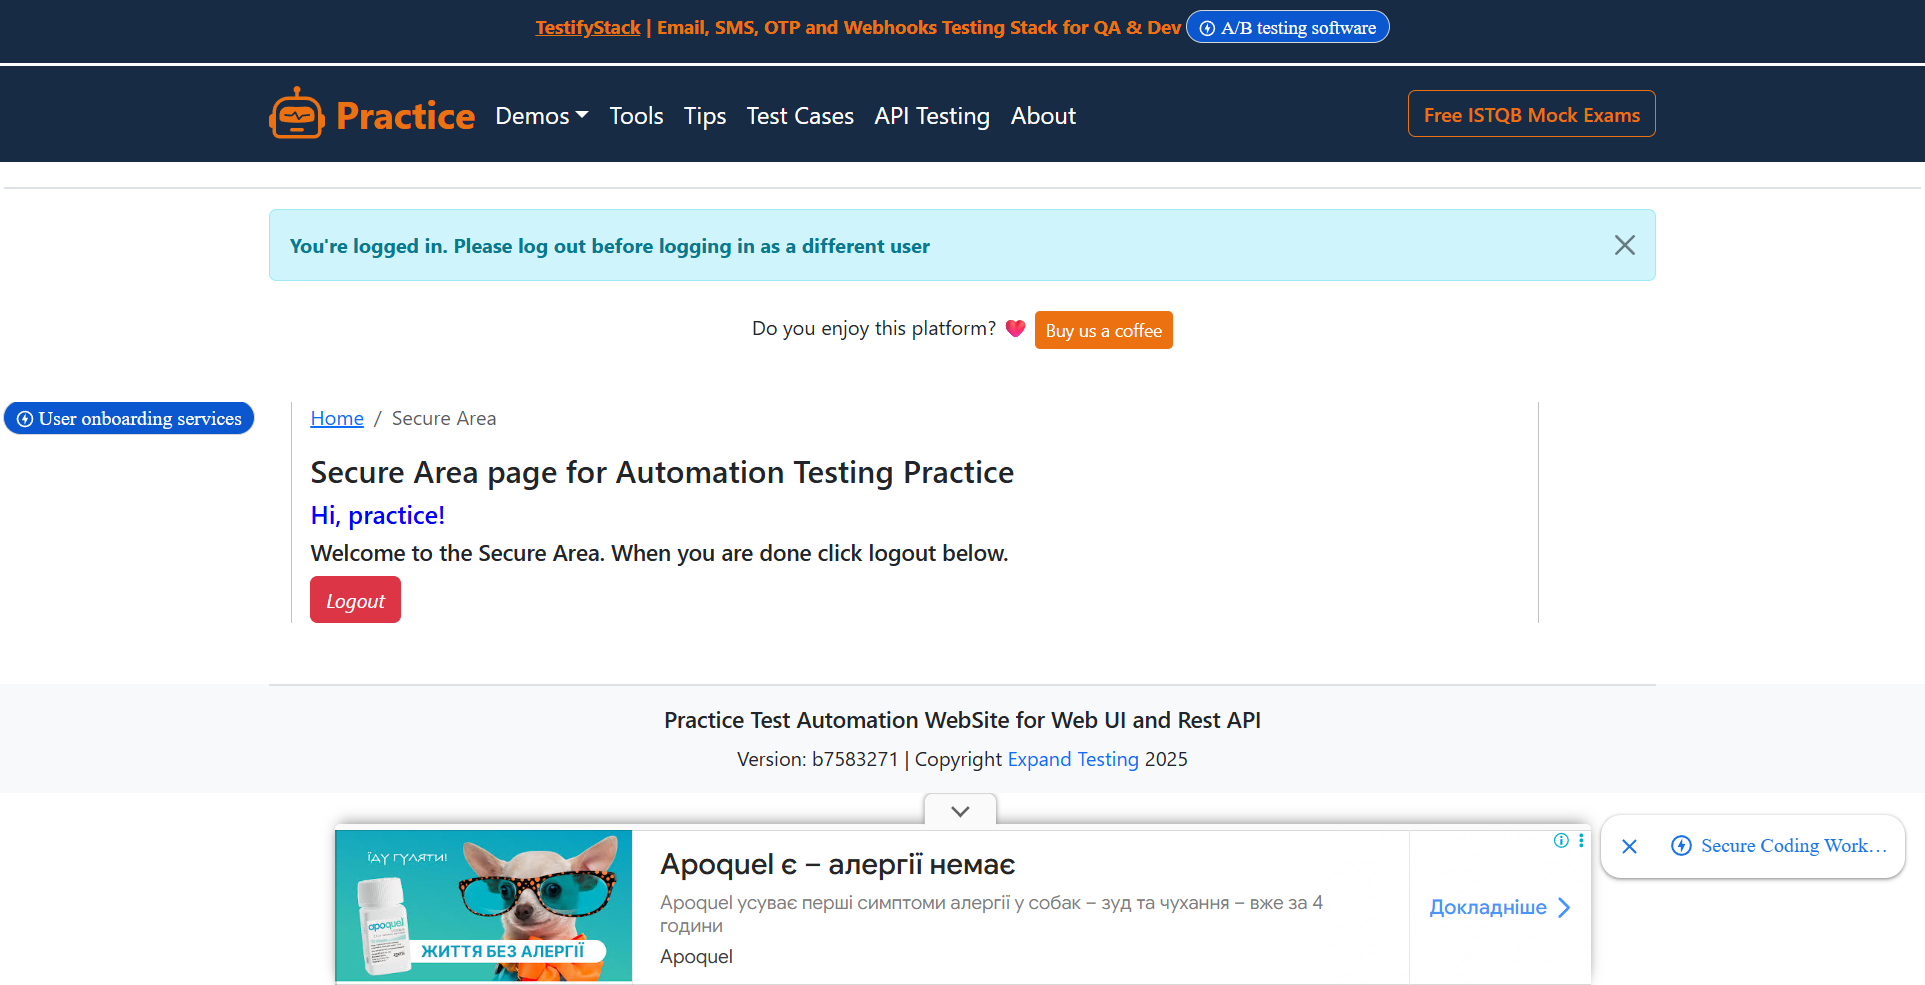 TestifyStack | Email, SMS, OTP and Webhooks Testing Stack for QA & Dev A/B testing software
Practice Demos Tools Tips Test Cases API Testing About Free ISTQB Mock Exams
You're logged in. Please log out before logging in as a different user
Do you enjoy this platform? Buy us a coffee
User onboarding services
Home / Secure Area
Secure Area page for Automation Testing Practice
Hi, practice!
Welcome to the Secure Area. When you are done click logout below.
Logout
Practice Test Automation WebSite for Web UI and Rest API
Version: b7583271 | Copyright Expand Testing 2025
ЇДУ ГУЛЯТИ!
apoquel
ЖИТТЯ БЕЗ АЛЕРГІЇ
Apoquel є – алергії немає
Apoquel усуває перші симптоми алергії у собак – зуд та чухання – вже за 4
години
Apoquel
Докладніше
Secure Coding Work...